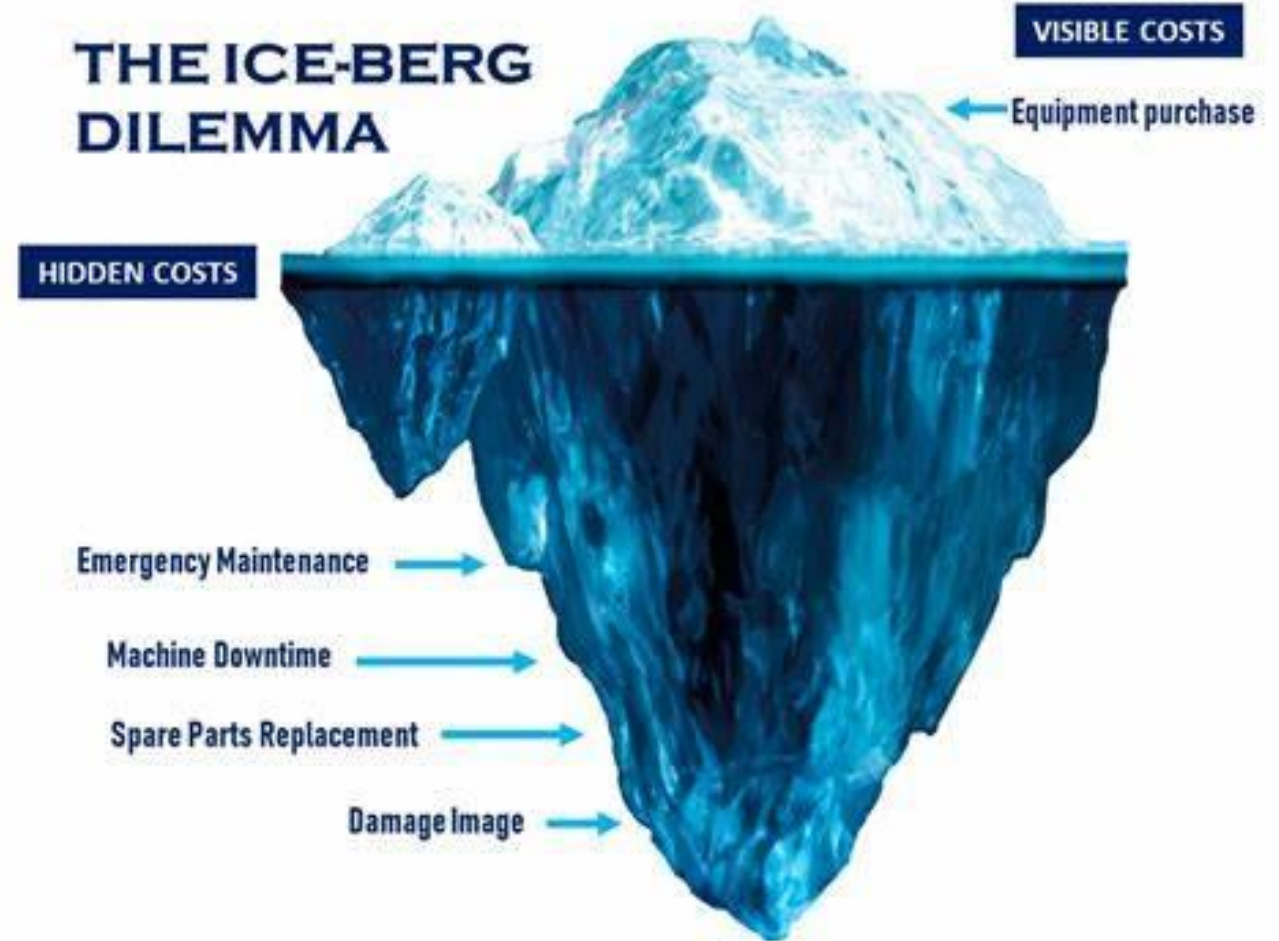 THE ICE-BERG
DILEMMA
VISIBLE COSTS
Equipment purchase
HIDDEN COSTS
Emergency Maintenance
Machine Downtime
Spare Parts Replacement
Damage Image